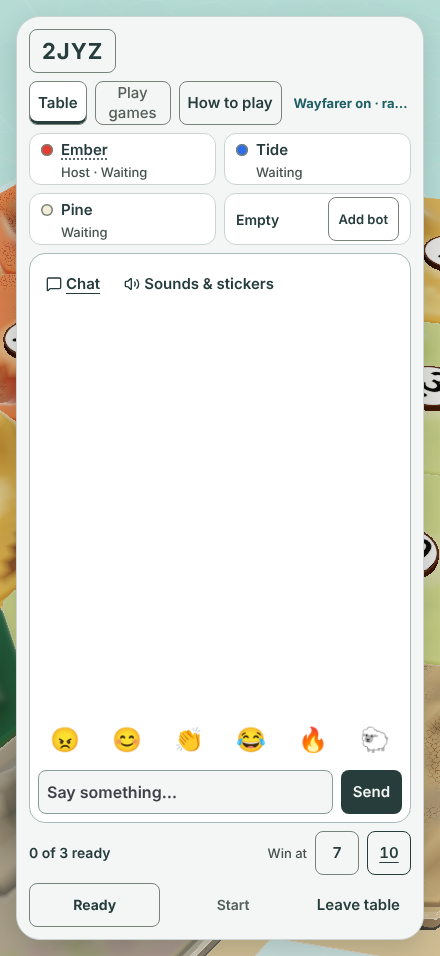 2JYZ
Table
Play games
How to play
Wayfarer on · ra...
Ember
Host · Waiting
Tide
Waiting
Pine
Waiting
Empty
Add bot
Chat
Sounds & stickers
Say something...
Send
0 of 3 ready
Win at
7
10
Ready
Start
Leave table